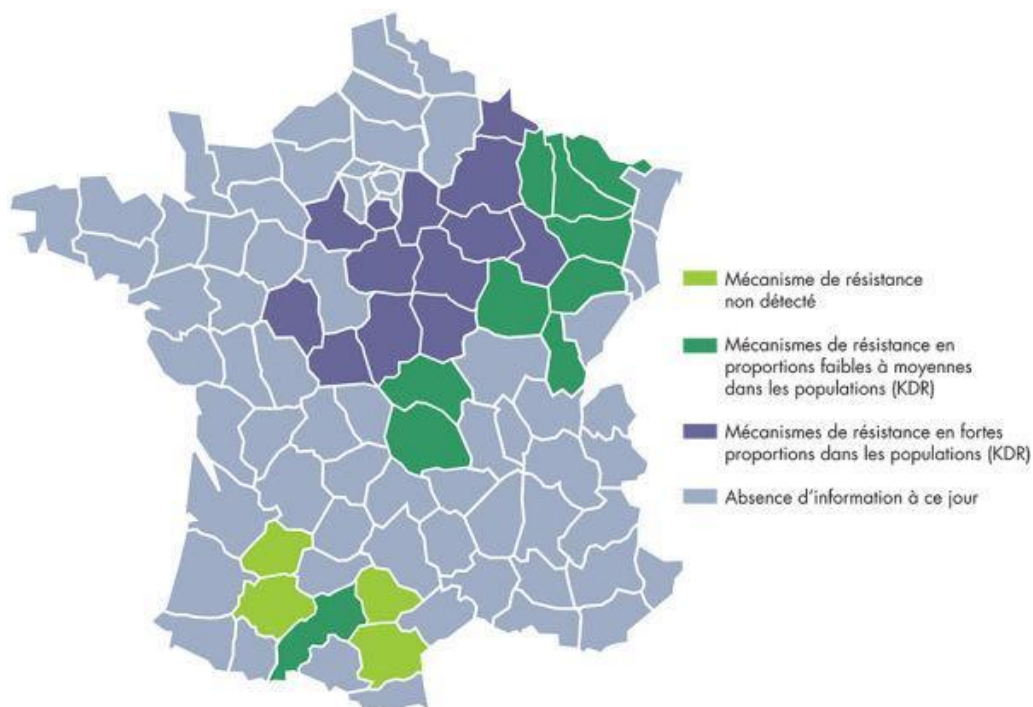 Mécanisme de résistance
non détecté
Mécanismes de résistance en
proportions faibles à moyennes
dans les populations (KDR)
Mécanismes de résistance en fortes
proportions dans les populations (KDR)
Absence d'information à ce jour